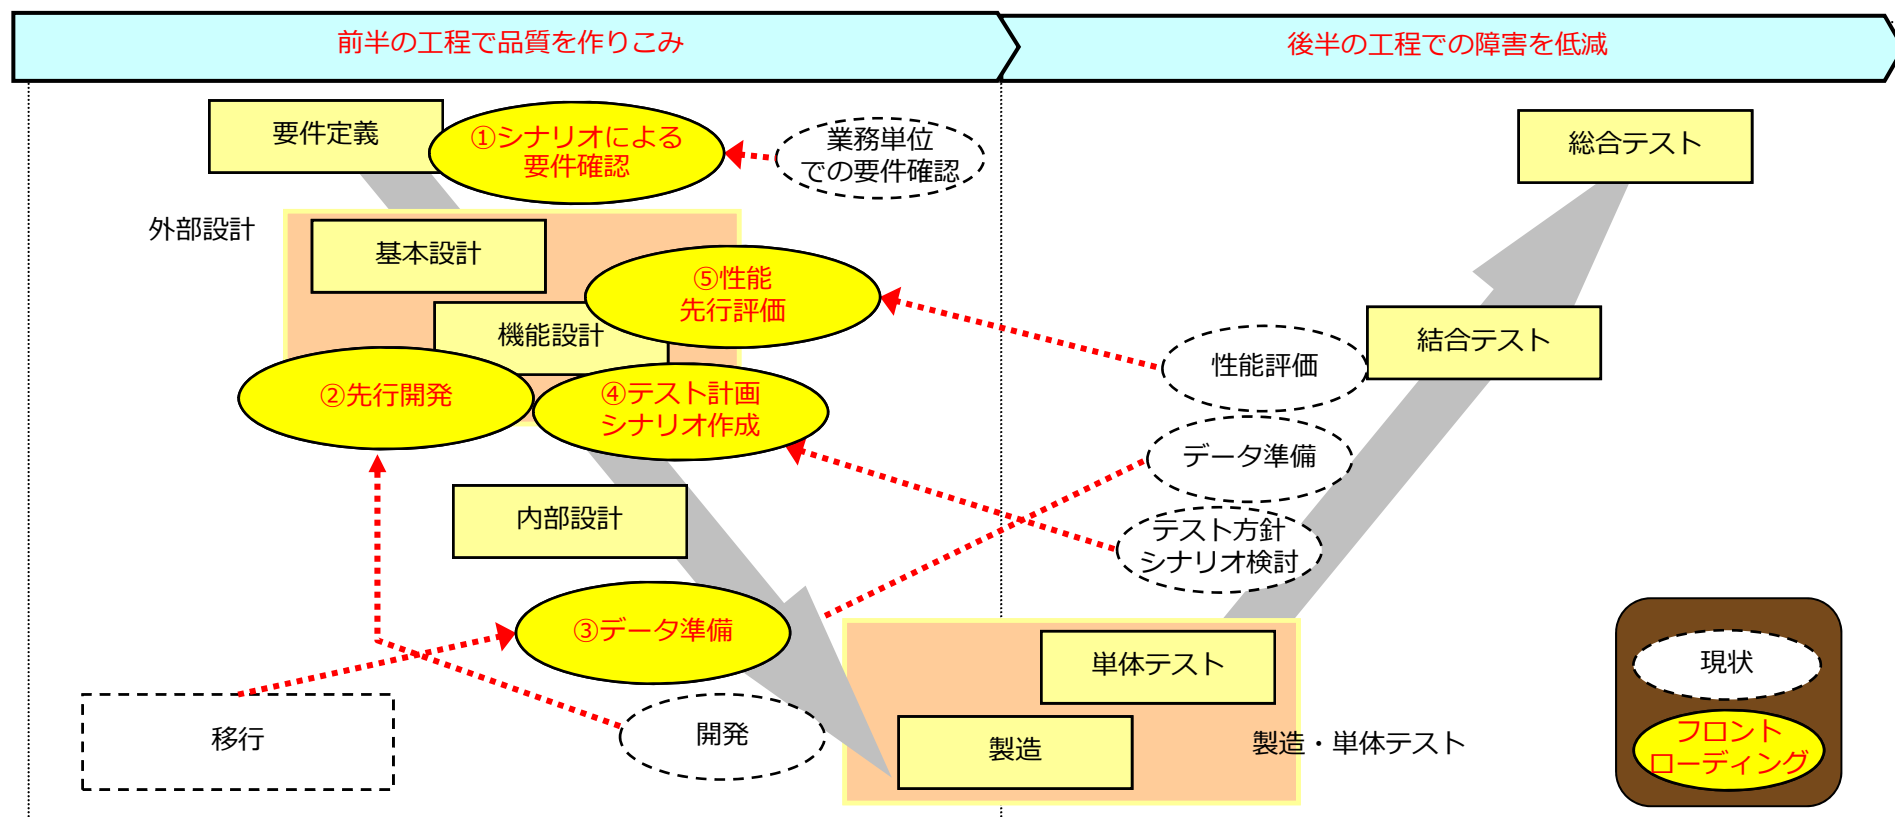 前半の工程で品質を作りこみ
後半の工程での障害を低減
要件定義
①シナリオによる
要件確認
業務単位
での要件確認
総合テスト
外部設計
基本設計
⑤性能
先行評価
機能設計
性能評価
結合テスト
②先行開発
④テスト計画
シナリオ作成
データ準備
内部設計
テスト方針
シナリオ検討
③データ準備
単体テスト
現状
移行
開発
製造
製造・単体テスト
フロント
ローディング